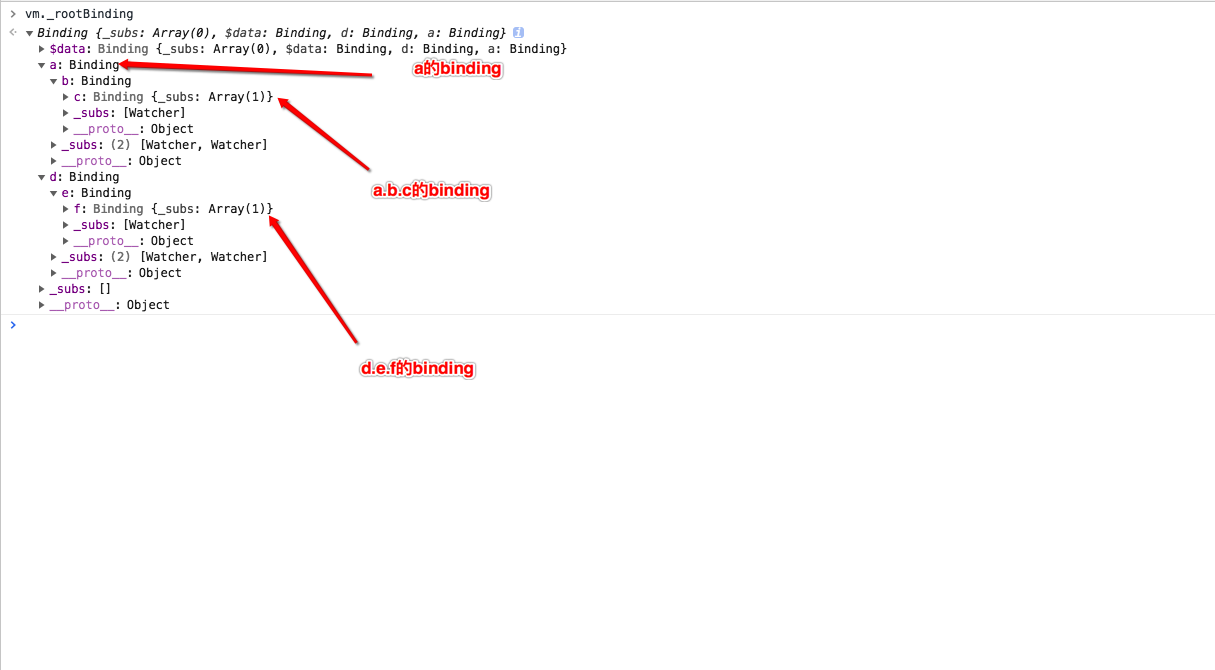 vm._rootBinding
Binding {_subs: Array(0), $data: Binding, d: Binding, a: Binding} i
$data: Binding {_subs: Array(0), $data: Binding, d: Binding, a: Binding}
a: Binding
a的binding
b: Binding
c: Binding {_subs: Array(1)}
_subs: [Watcher]
__proto__: Object
_subs: (2) [Watcher, Watcher]
__proto__: Object
d: Binding
a.b.c的binding
e: Binding
f: Binding {_subs: Array(1)}
_subs: [Watcher]
__proto__: Object
_subs: (2) [Watcher, Watcher]
__proto__: Object
_subs: []
__proto__: Object
d.e.f的binding